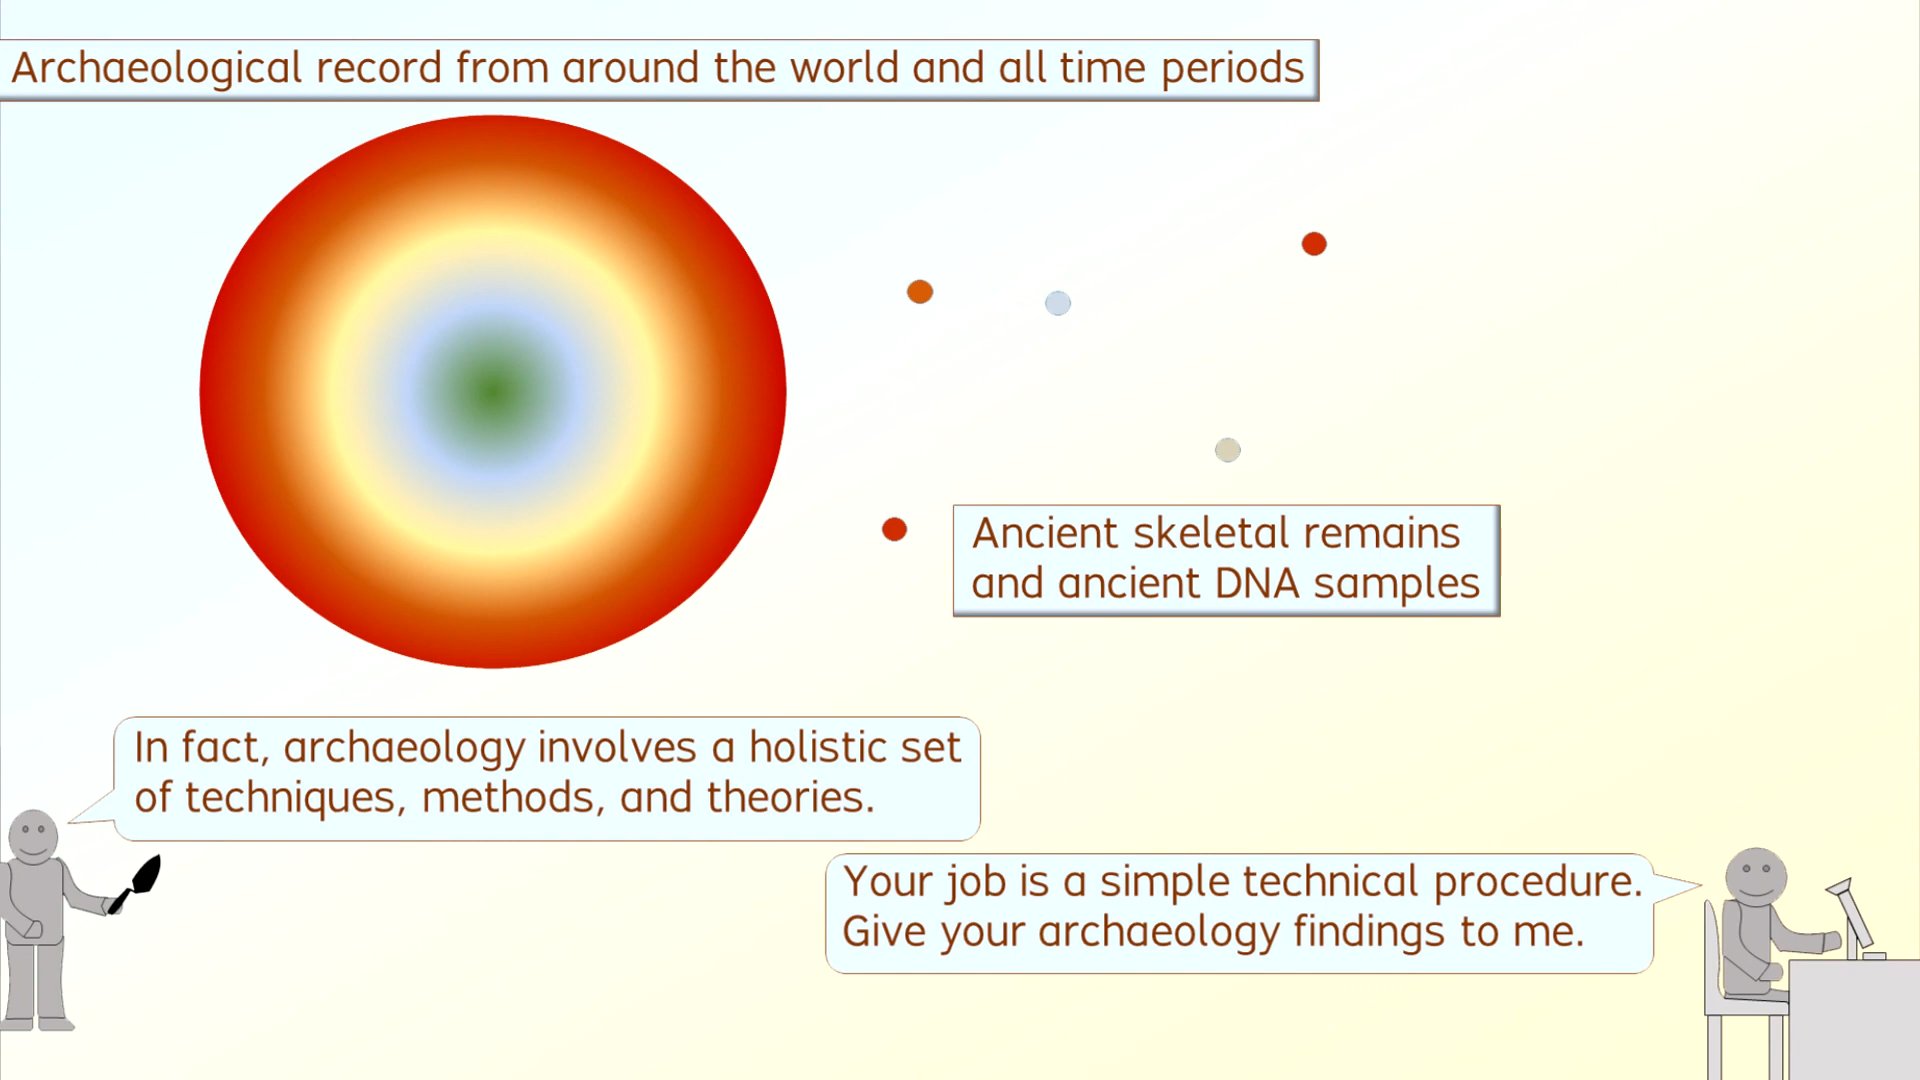 Archaeological record from around the world and all time periods
Ancient skeletal remains
and ancient DNA samples
In fact, archaeology involves a holistic set
of techniques, methods, and theories.
Your job is a simple technical procedure.
Give your archaeology findings to me.